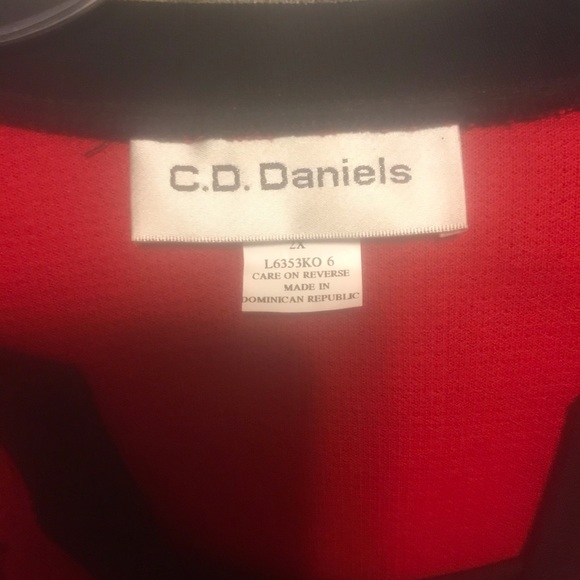 C.D. Daniels
2X
L6353KO 6
CARE ON REVERSE
MADE IN
DOMINICAN REPUBLIC